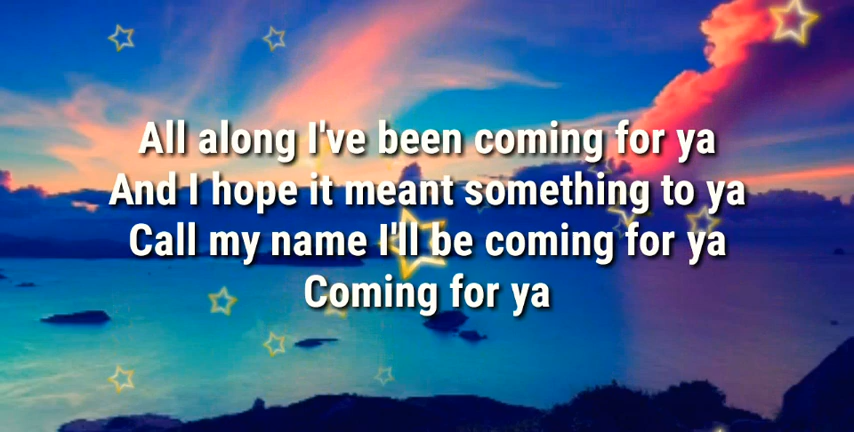 All along I've been coming for ya
And I hope it meant something to ya
Call my name I'll be coming for ya
Coming for ya